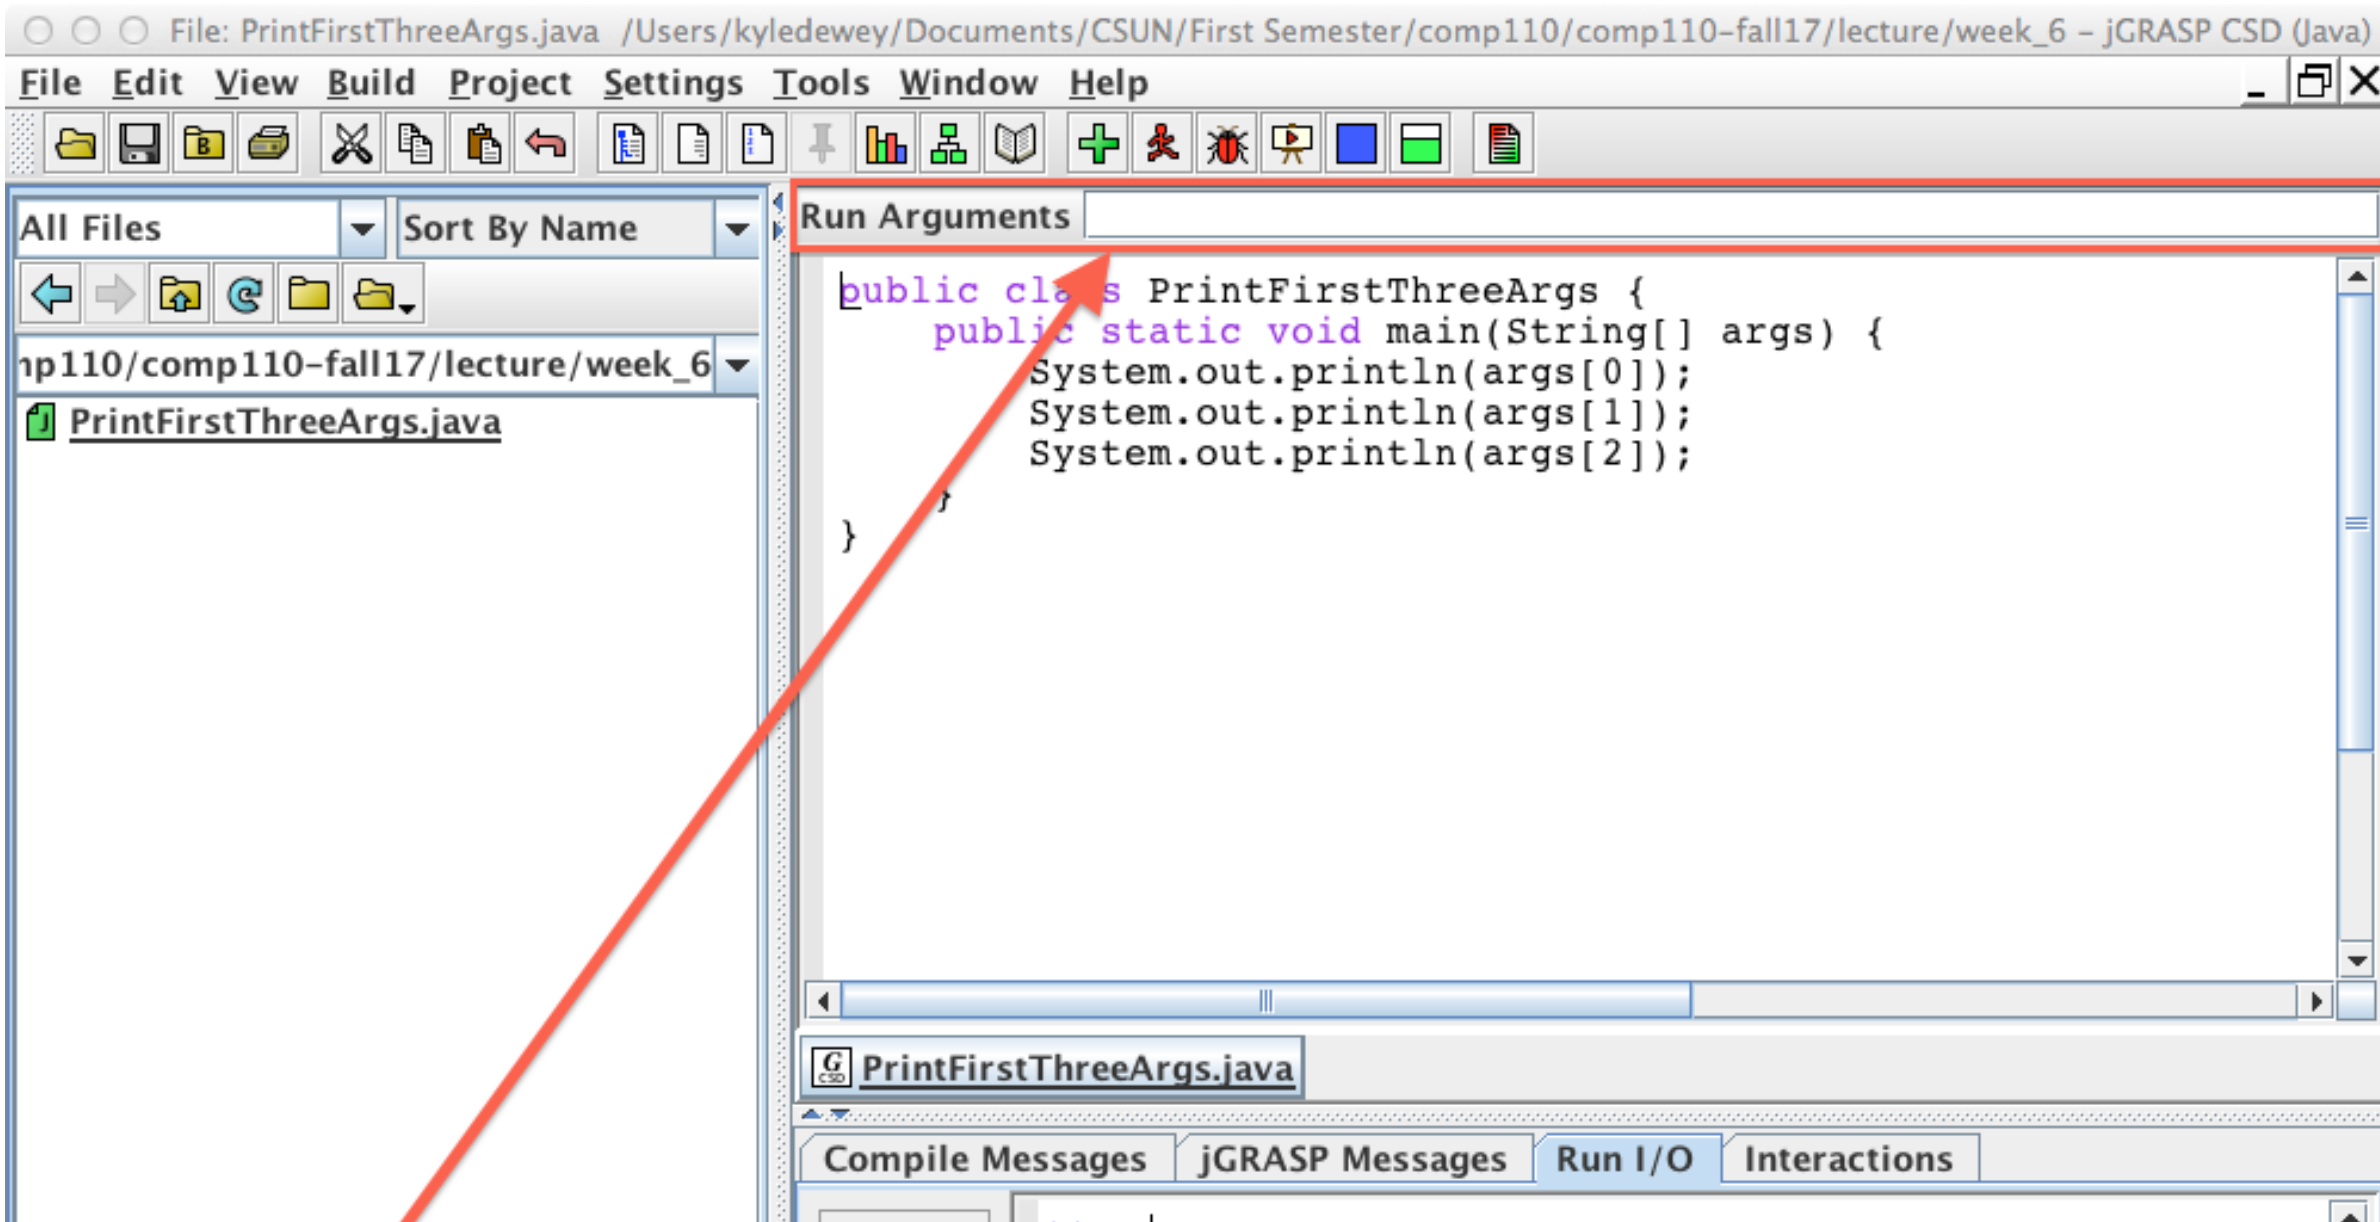 File: PrintFirstThreeArgs.java /Users/kyledewey/Documents/CSUN/First Semester/comp110/comp110-fall17/lecture/week_6 – jGRASP CSD (Java)
File Edit View Build Project Settings Tools Window Help
All Files Sort By Name
mp110/comp110-fall17/lecture/week_6
PrintFirstThreeArgs.java
Run Arguments
public class PrintFirstThreeArgs {
    public static void main(String[] args) {
        System.out.println(args[0]);
        System.out.println(args[1]);
        System.out.println(args[2]);
    }
}
PrintFirstThreeArgs.java
Compile Messages jGRASP Messages Run I/O Interactions